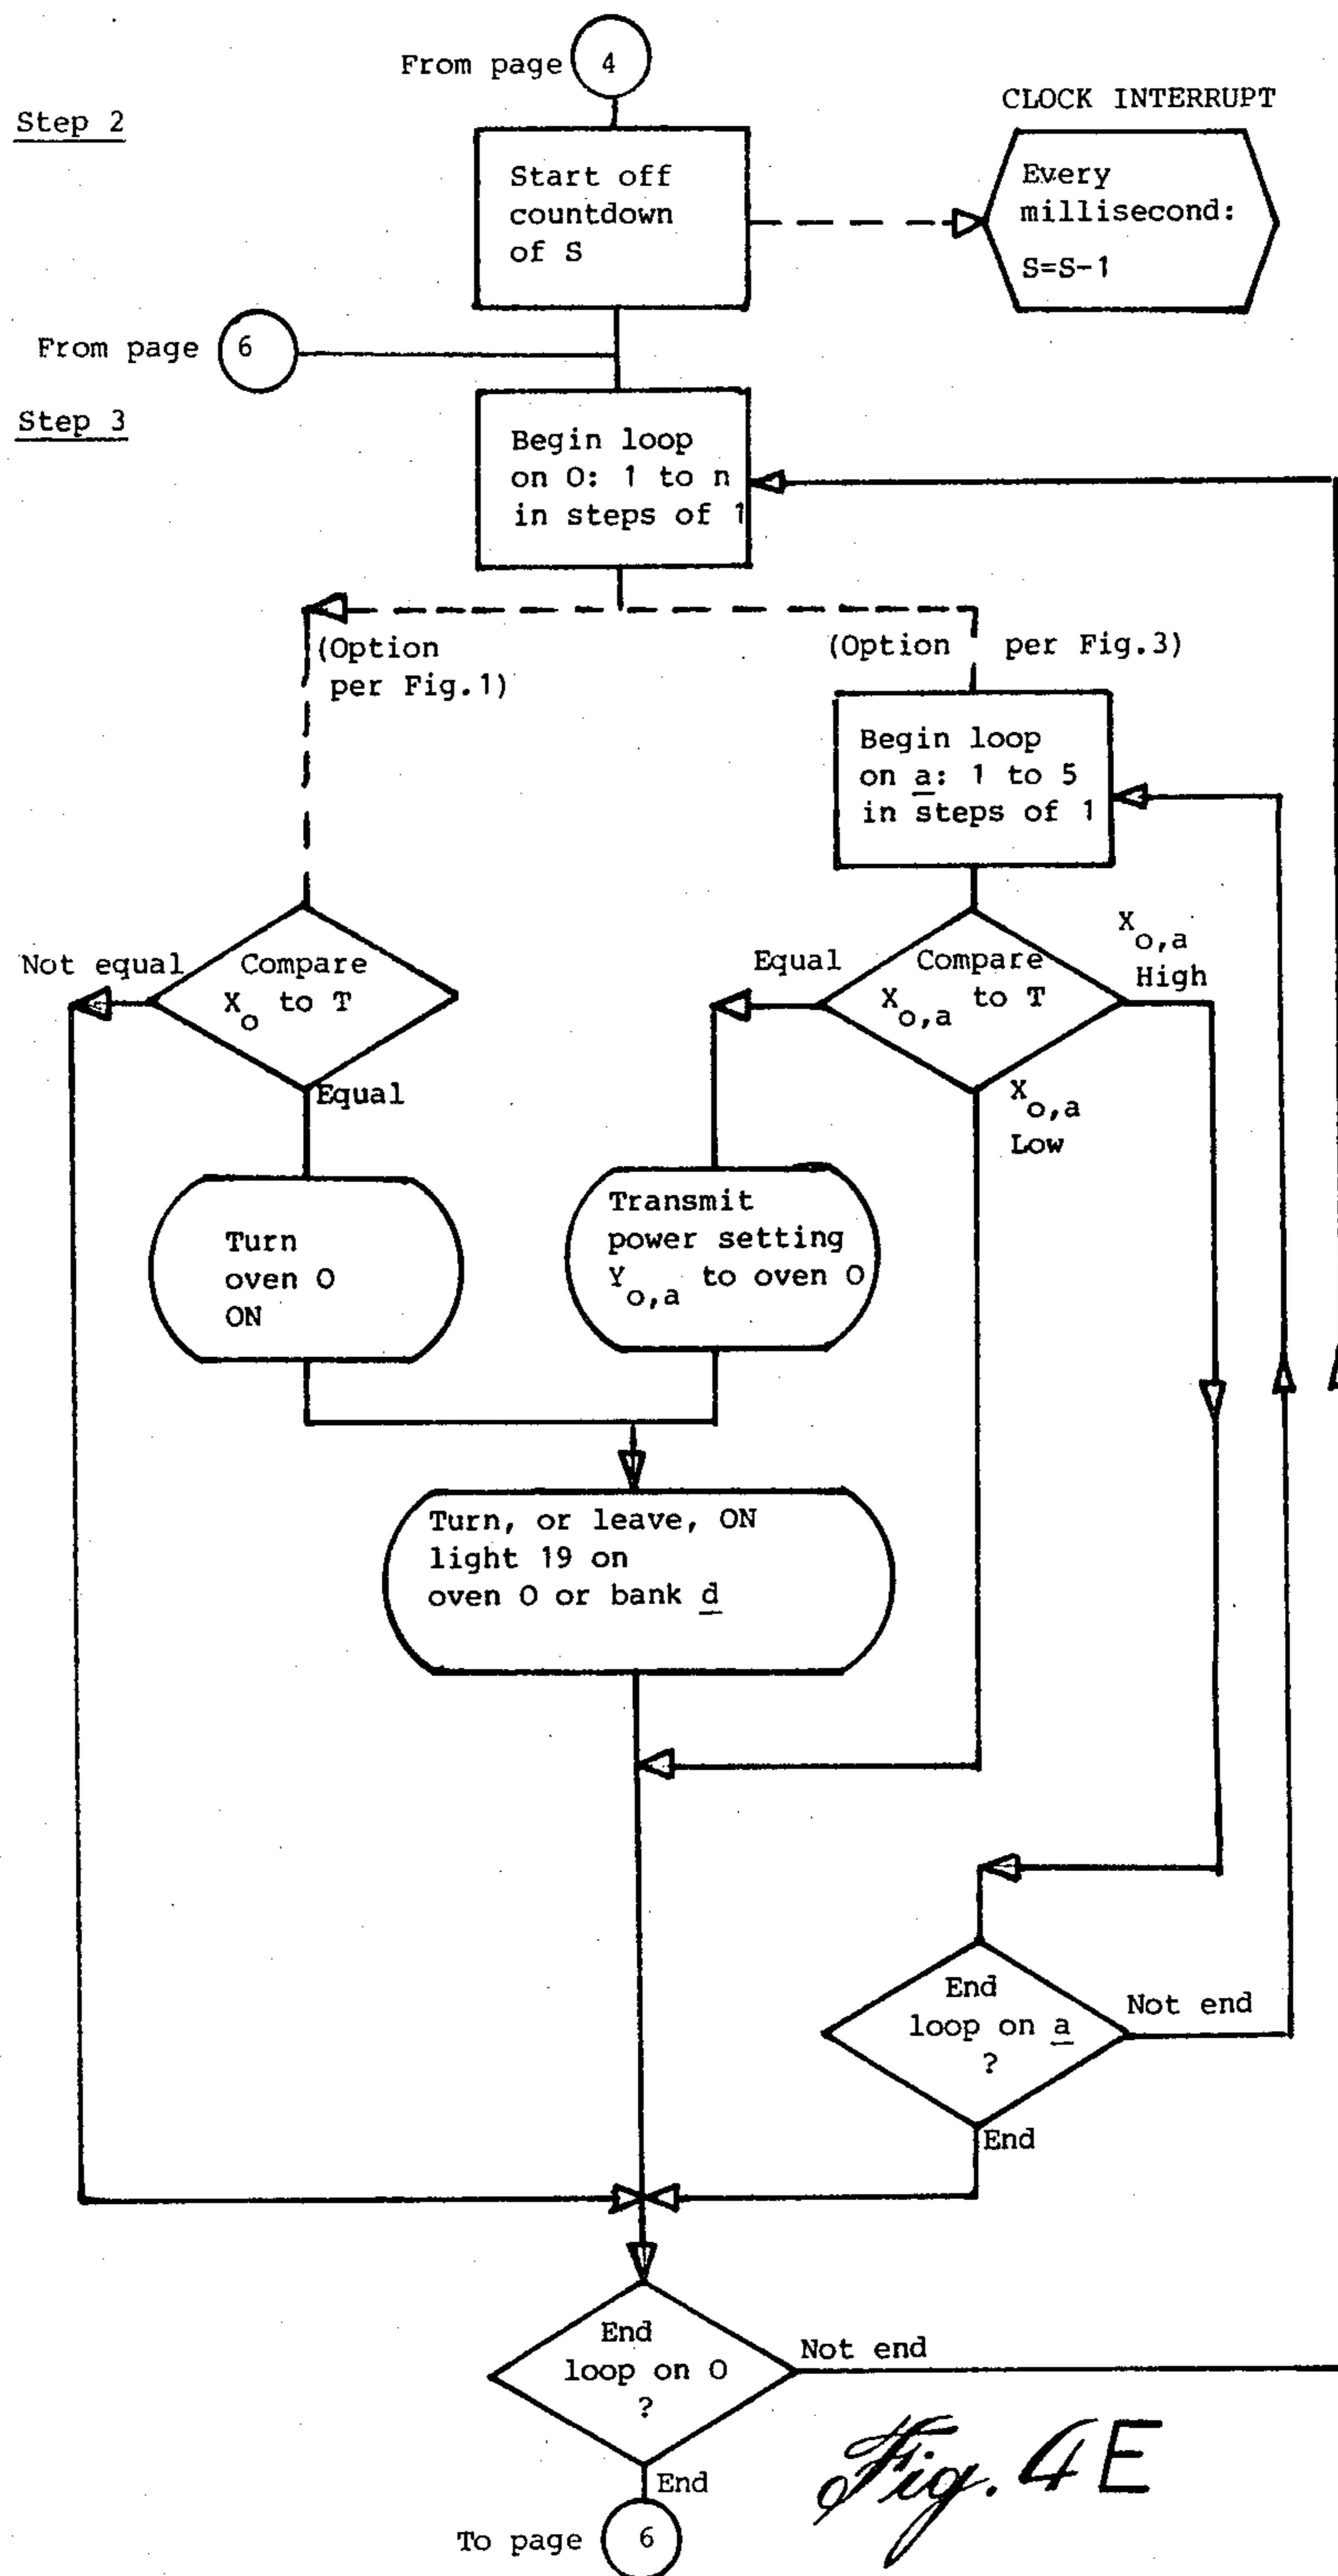 From page 4
Step 2
CLOCK INTERRUPT
Start off
countdown
of S
Every
millisecond:
S=S-1
From page 6
Step 3
Begin loop
on O: 1 to n
in steps of 1
(Option
per Fig.1)
(Option per Fig.3)
Begin loop
on a: 1 to 5
in steps of 1
Not equal
Compare
Xo to T
Equal
Equal
Compare
Xo,a to T
Xo,a
High
Xo,a
Low
Turn
oven O
ON
Transmit
power setting
Yo,a to oven O
Turn, or leave, ON
light 19 on
oven O or bank d
End
loop on a
?
Not end
End
End
loop on O
?
Not end
End
To page 6
Fig. 4E